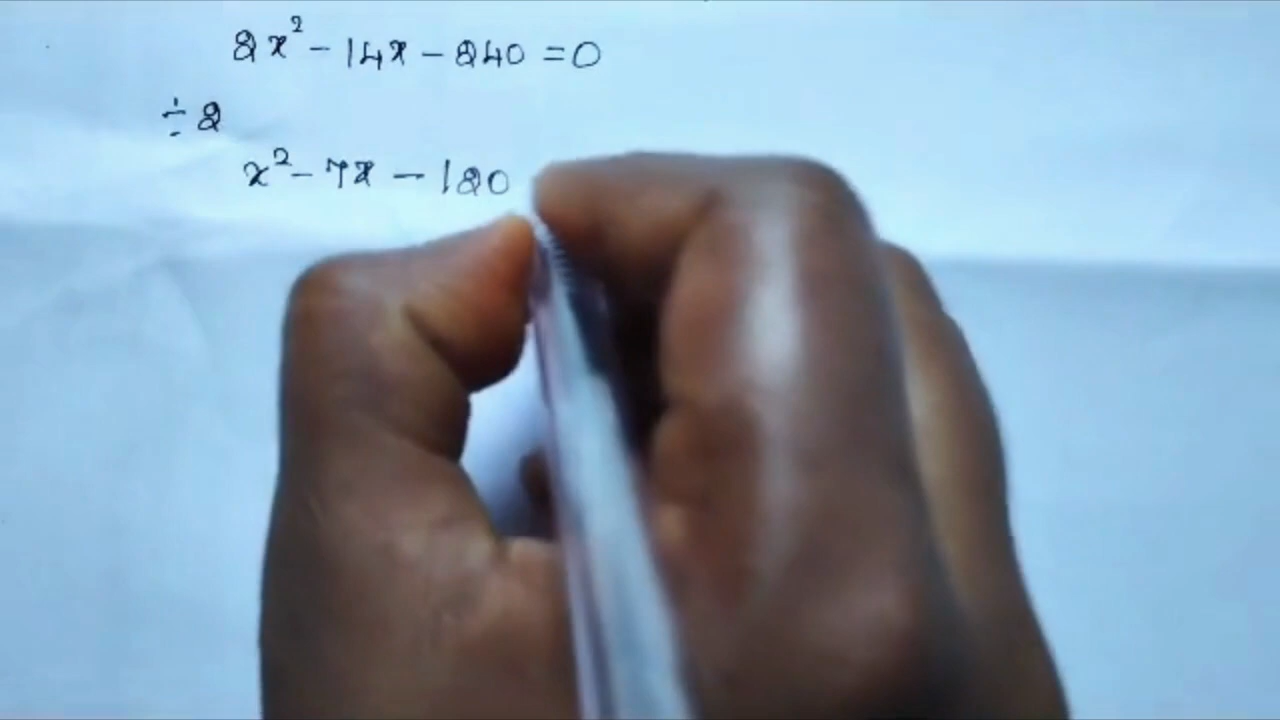 2x² - 14x - 240 = 0
÷ 2
x² - 7x - 120